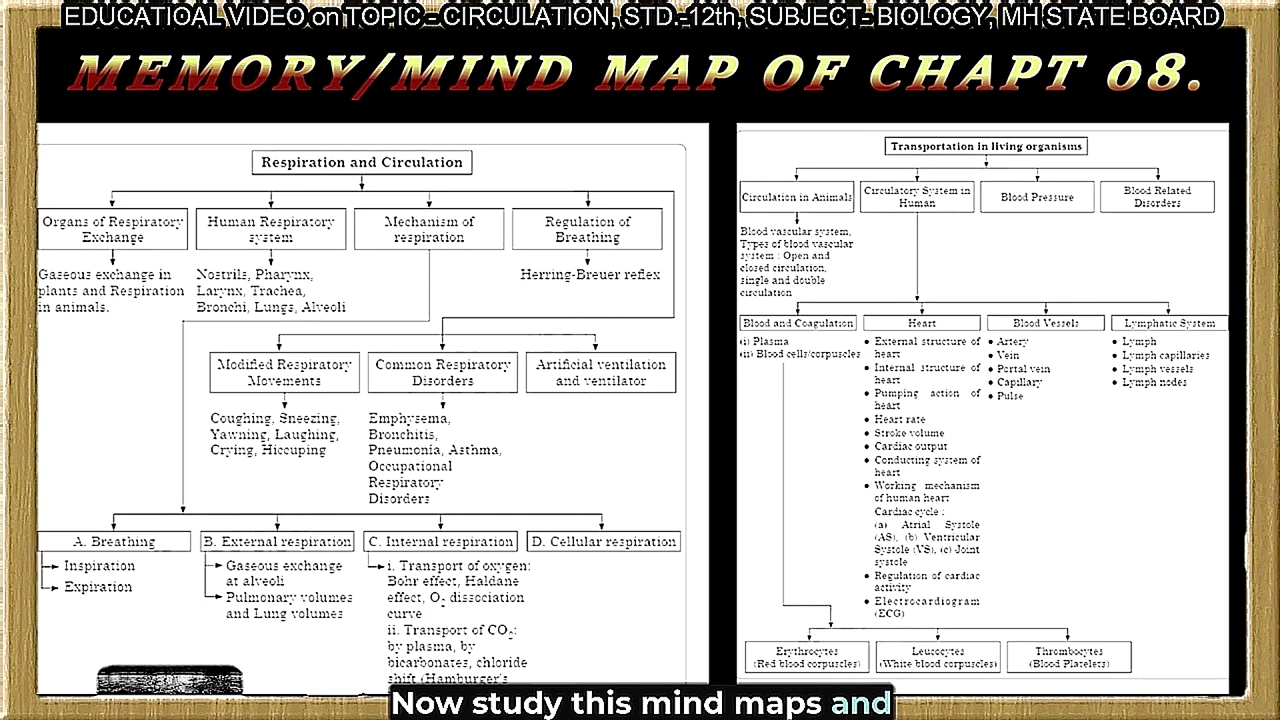 EDUCATIOAL VIDEO on TOPIC - CIRCULATION, STD.-12th, SUBJECT- BIOLOGY, MH STATE BOARD
MEMORY/MIND MAP OF CHAPT 08.
Respiration and Circulation
Organs of Respiratory
Exchange
Human Respiratory
system
Mechanism of
respiration
Regulation of
Breathing
Gaseous exchange in
plants and Respiration
in animals.
Nostrils, Pharynx,
Larynx, Trachea,
Bronchi, Lungs, Alveoli
Herring-Breuer reflex
Modified Respiratory
Movements
Common Respiratory
Disorders
Artificial ventilation
and ventilator
Coughing, Sneezing,
Yawning, Laughing,
Crying, Hiccuping
Emphysema,
Bronchitis,
Pneumonia, Asthma,
Occupational
Respiratory
Disorders
A. Breathing
B. External respiration
C. Internal respiration
D. Cellular respiration
Inspiration
Expiration
Gaseous exchange
at alveoli
Pulmonary volumes
and Lung volumes
i. Transport of oxygen:
Bohr effect, Haldane
effect, O₂ dissociation
curve
ii. Transport of CO₂:
by plasma, by
bicarbonates, chloride
shift (Hamburger's
Transportation in living organisms
Circulation in Animals
Circulatory System in
Human
Blood Pressure
Blood Related
Disorders
Blood vascular system,
Types of blood vascular
system : Open and
closed circulation,
single and double
circulation
Blood and Coagulation
Heart
Blood Vessels
Lymphatic System
(i) Plasma
(ii) Blood cells/corpuscles
• External structure of
heart
• Internal structure of
heart
• Pumping action of
heart
• Heart rate
• Stroke volume
• Cardiac output
• Conducting system of
heart
• Working mechanism
of human heart
Cardiac cycle :
(a) Atrial Systole
(AS), (b) Ventricular
Systole (VS), (c) Joint
systole
• Regulation of cardiac
activity
• Electrocardiogram
(ECG)
• Artery
• Vein
• Portal vein
• Capillary
• Pulse
• Lymph
• Lymph capillaries
• Lymph vessels
• Lymph nodes
Erythrocytes
(Red blood corpuscles)
Leucocytes
(White blood corpuscles)
Thrombocytes
(Blood Platelets)
Now study this mind maps and